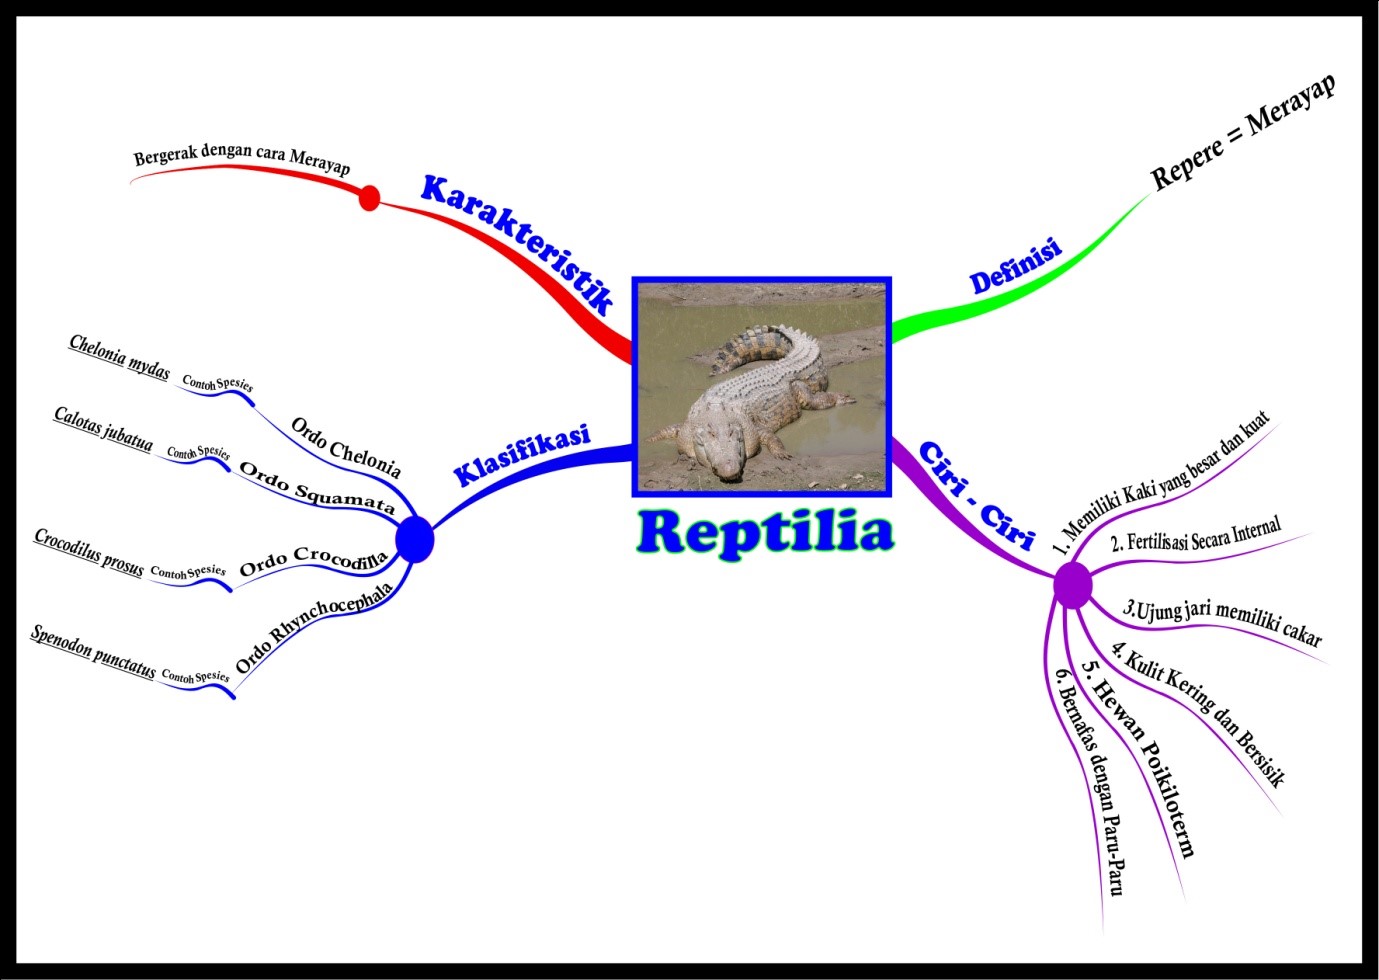 Reptilia
Definisi
Repere = Merayap
Ciri - Ciri
1. Memiliki Kaki yang besar dan kuat
2. Fertilisasi Secara Internal
3.Ujung jari memiliki cakar
4. Kulit Kering dan Bersisik
5. Hewan Poikiloterm
6. Bernafas dengan Paru-Paru
Karakteristik
Bergerak dengan cara Merayap
Klasifikasi
Ordo Chelonia
Contoh Spesies
Chelonia mydas
Ordo Squamata
Contoh Spesies
Calotas jubatua
Ordo Crocodilla
Contoh Spesies
Crocodilus prosus
Ordo Rhynchocephala
Contoh Spesies
Spenodon punctatus